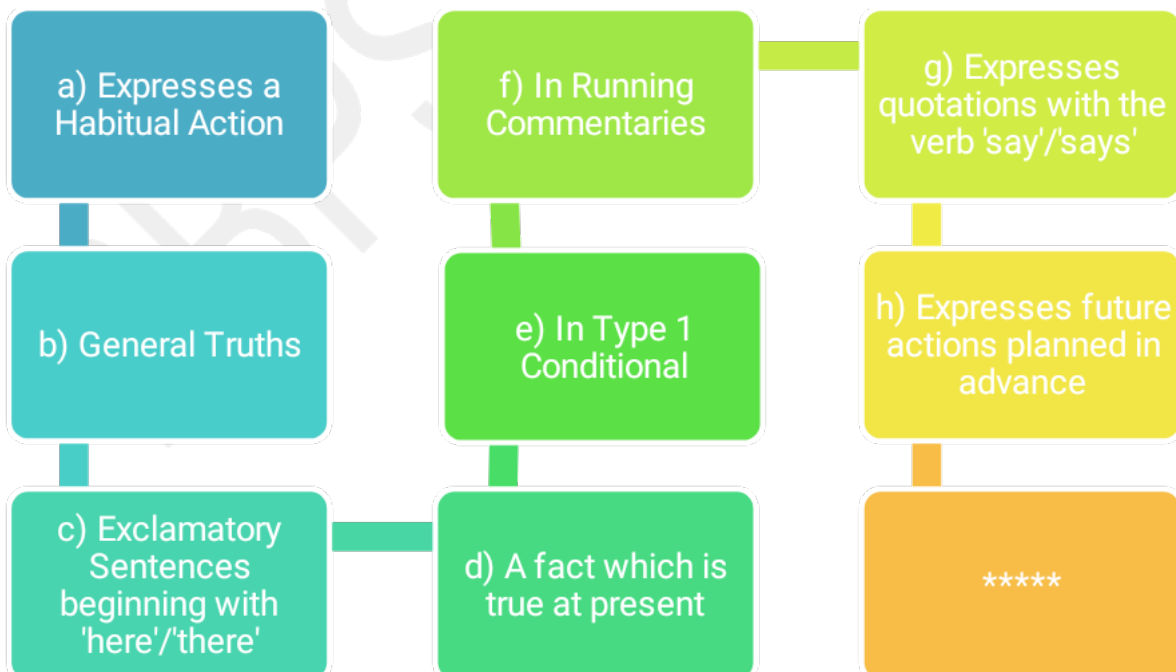 a) Expresses a
Habitual Action
b) General Truths
c) Exclamatory
Sentences
beginning with
'here'/'there'
d) A fact which is
true at present
e) In Type 1
Conditional
f) In Running
Commentaries
g) Expresses
quotations with the
verb 'say'/'says'
h) Expresses future
actions planned in
advance
*****